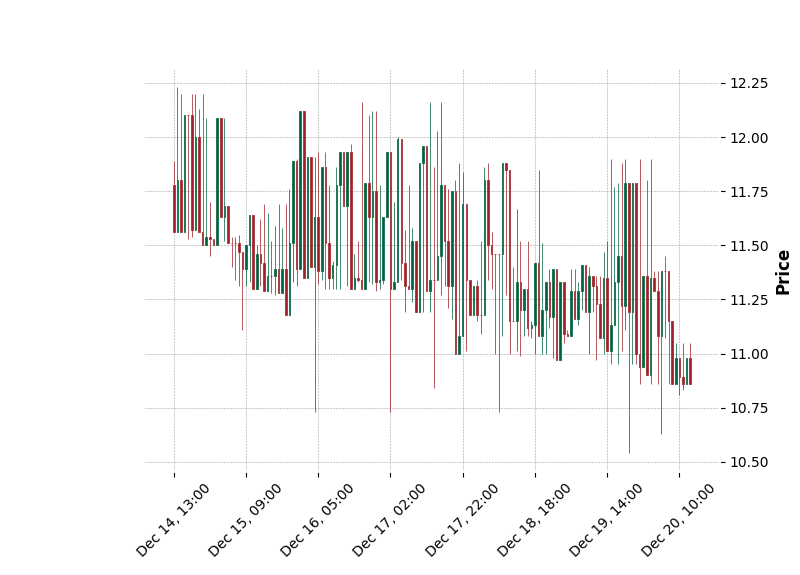 12.25
12.00
11.75
11.50
11.25
11.00
10.75
10.50
Price
Dec 14, 13:00
Dec 15, 09:00
Dec 16, 05:00
Dec 17, 02:00
Dec 17, 22:00
Dec 18, 18:00
Dec 19, 14:00
Dec 20, 10:00